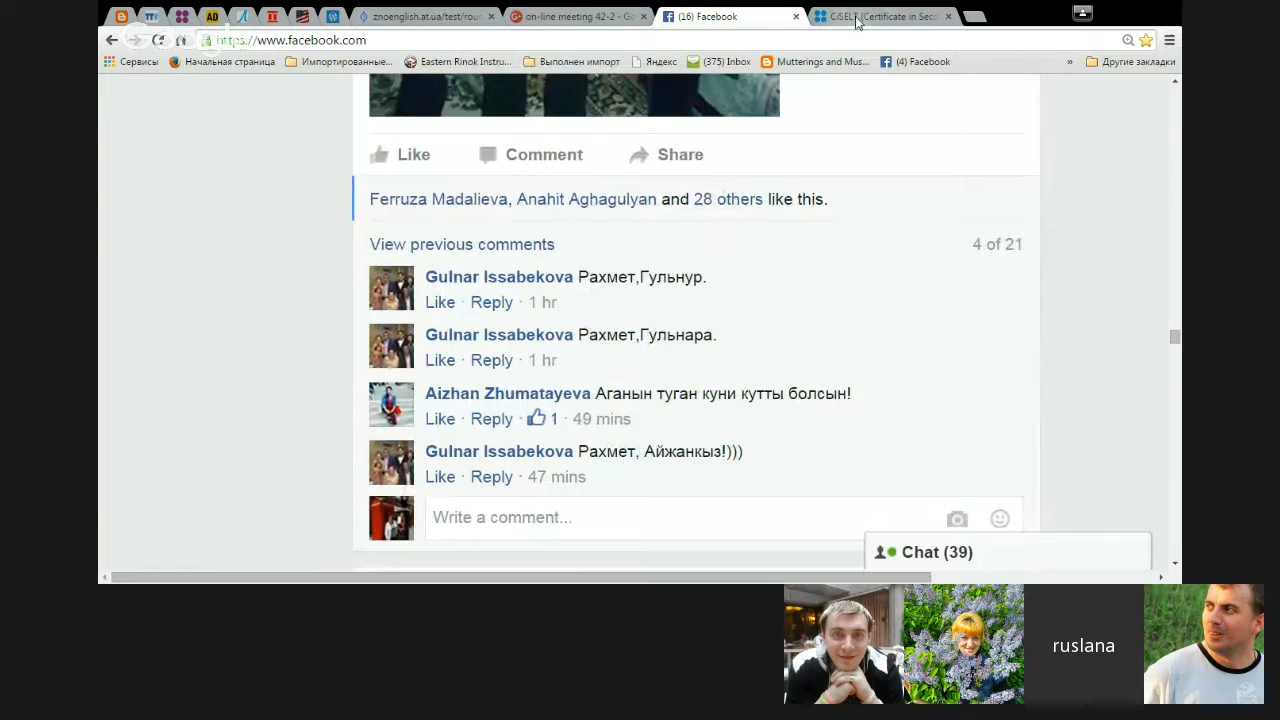 znoenglish.at.ua/test/roun
on-line meeting 42-2 - Go
(16) Facebook
CiSELT (Certificate in Seco
https://www.facebook.com
Сервисы
Начальная страница
Импортированные...
Eastern Rinok Instru...
Выполнен импорт
Яндекс
(375) Inbox
Mutterings and Mus...
(4) Facebook
»
Другие закладки
Like
Comment
Share
Ferruza Madalieva, Anahit Aghagulyan and 28 others like this.
View previous comments
4 of 21
Gulnar Issabekova Рахмет,Гульнур.
Like · Reply · 1 hr
Gulnar Issabekova Рахмет,Гульнара.
Like · Reply · 1 hr
Aizhan Zhumatayeva Аганын туган куни кутты болсын!
Like · Reply · 1 · 49 mins
Gulnar Issabekova Рахмет, Айжанкыз!)))
Like · Reply · 47 mins
Write a comment...
Chat (39)
ruslana